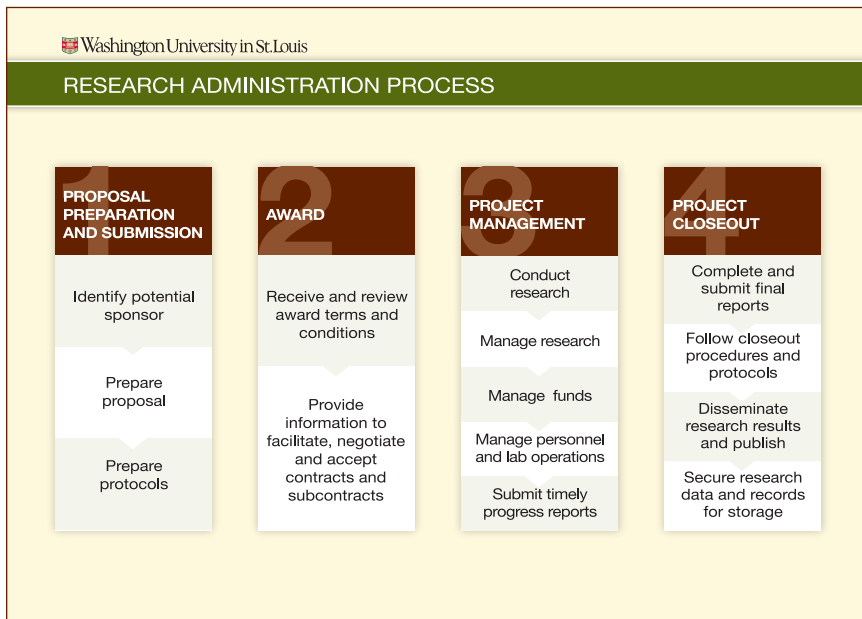 Washington University in St.Louis
RESEARCH ADMINISTRATION PROCESS
1
PROPOSAL
PREPARATION
AND SUBMISSION
Identify potential
sponsor
Prepare
proposal
Prepare
protocols
2
AWARD
Receive and review
award terms and
conditions
Provide
information to
facilitate, negotiate
and accept
contracts and
subcontracts
3
PROJECT
MANAGEMENT
Conduct
research
Manage research
Manage funds
Manage personnel
and lab operations
Submit timely
progress reports
4
PROJECT
CLOSEOUT
Complete and
submit final
reports
Follow closeout
procedures and
protocols
Disseminate
research results
and publish
Secure research
data and records
for storage